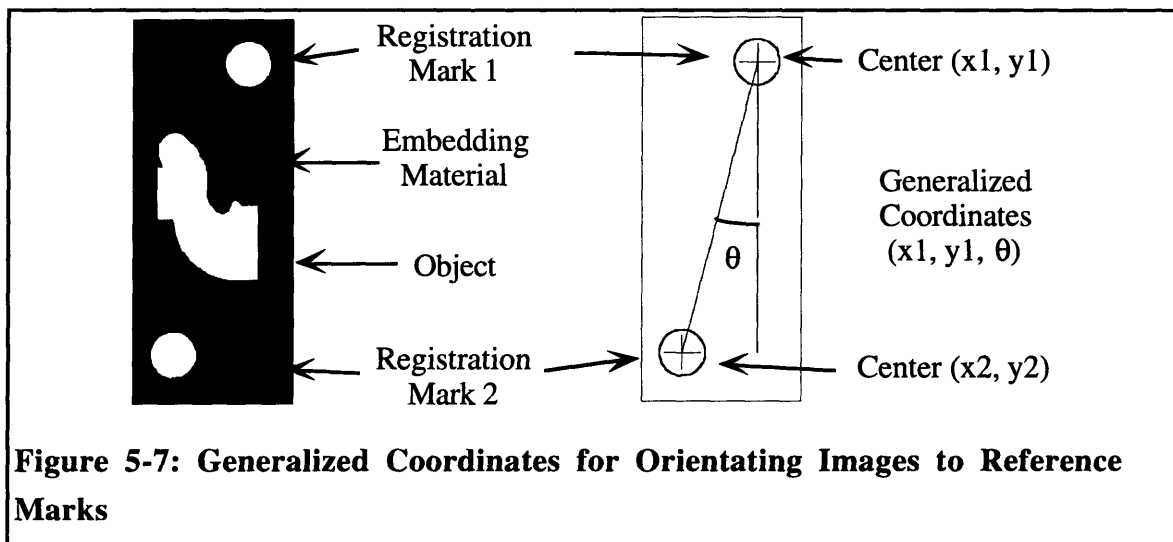 Registration
Mark 1
Center (x1, y1)
Embedding
Material
Generalized
Coordinates
(x1, y1, θ)
θ
Object
Registration
Mark 2
Center (x2, y2)
Figure 5-7: Generalized Coordinates for Orientating Images to Reference
Marks